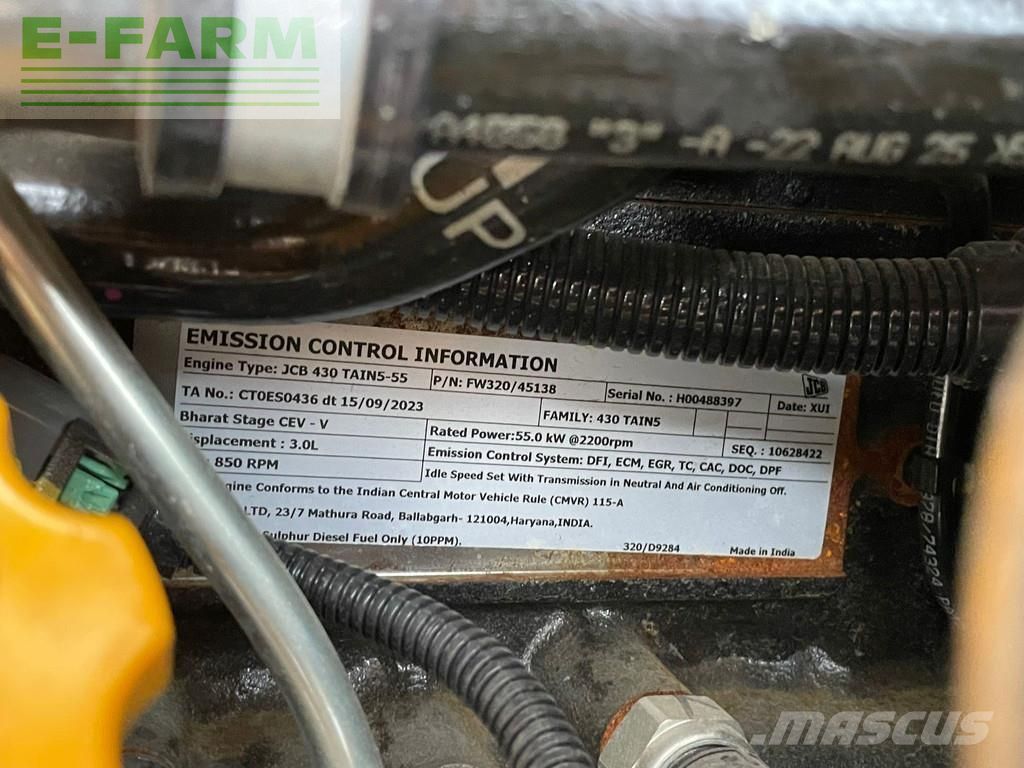 E-FARM
"3" -A -22 AUG 25
UP
EMISSION CONTROL INFORMATION
Engine Type: JCB 430 TAIN5-55 P/N: FW320/45138 Serial No. : H00488397 JCB
TA No.: CT0ES0436 dt 15/09/2023 FAMILY: 430 TAIN5 Date: XUI
Bharat Stage CEV - V Rated Power:55.0 kW @2200rpm SEQ. : 10628422
isplacement : 3.0L Emission Control System: DFI, ECM, EGR, TC, CAC, DOC, DPF
850 RPM Idle Speed Set With Transmission in Neutral And Air Conditioning Off.
gine Conforms to the Indian Central Motor Vehicle Rule (CMVR) 115-A
LTD, 23/7 Mathura Road, Ballabgarh- 121004,Haryana,INDIA.
Sulphur Diesel Fuel Only (10PPM). 320/D9284 Made in India
MASCUS